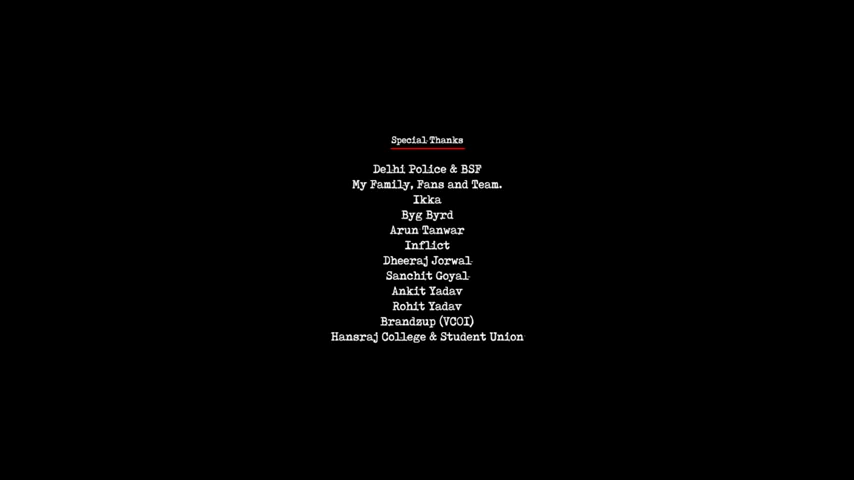 Special Thanks
Delhi Police & BSF
My Family, Fans and Team.
Ikka
Byg Byrd
Arun Tanwar
Inflict
Dheeraj Jorwal
Sanchit Goyal
Ankit Yadav
Rohit Yadav
Brandzup (VCOI)
Hansraj College & Student Union